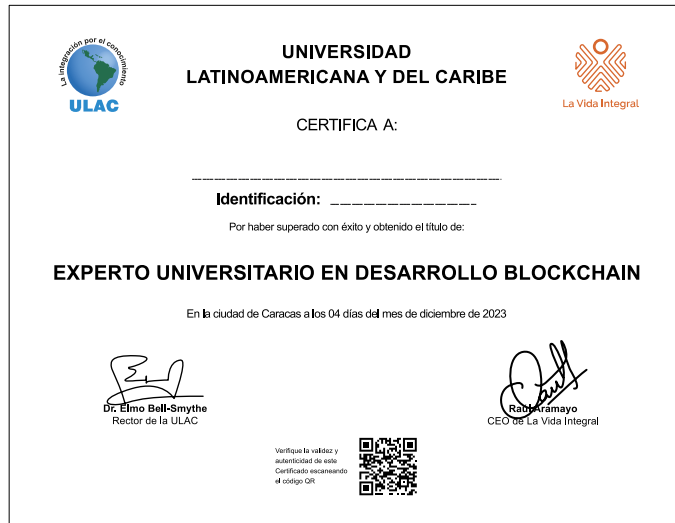 La integración por el conocimiento
ULAC
UNIVERSIDAD
LATINOAMERICANA Y DEL CARIBE
La Vida Integral
CERTIFICA A:
Identificación:
Por haber superado con éxito y obtenido el título de:
EXPERTO UNIVERSITARIO EN DESARROLLO BLOCKCHAIN
En la ciudad de Caracas a los 04 días del mes de diciembre de 2023
Dr. Elmo Bell-Smythe
Rector de la ULAC
Raúl Aramayo
CEO de La Vida Integral
Verifique la validez y
autenticidad de este
Certificado escaneando
el código QR